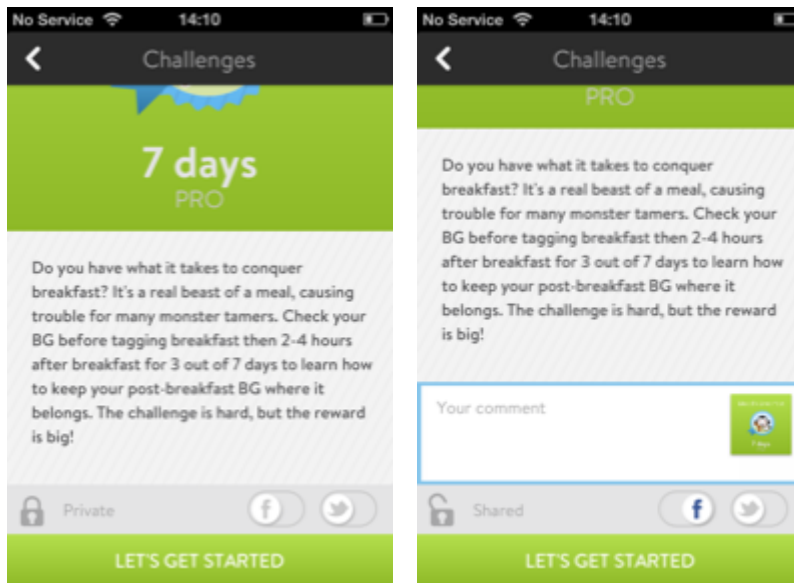 No Service 14:10
Challenges
7 days
PRO
Do you have what it takes to conquer
breakfast? It's a real beast of a meal, causing
trouble for many monster tamers. Check your
BG before tagging breakfast then 2-4 hours
after breakfast for 3 out of 7 days to learn how
to keep your post-breakfast BG where it
belongs. The challenge is hard, but the reward
is big!
Private
LET'S GET STARTED
No Service 14:10
Challenges
PRO
Do you have what it takes to conquer
breakfast? It's a real beast of a meal, causing
trouble for many monster tamers. Check your
BG before tagging breakfast then 2-4 hours
after breakfast for 3 out of 7 days to learn how
to keep your post-breakfast BG where it
belongs. The challenge is hard, but the reward
is big!
Your comment
7 days
Shared
LET'S GET STARTED